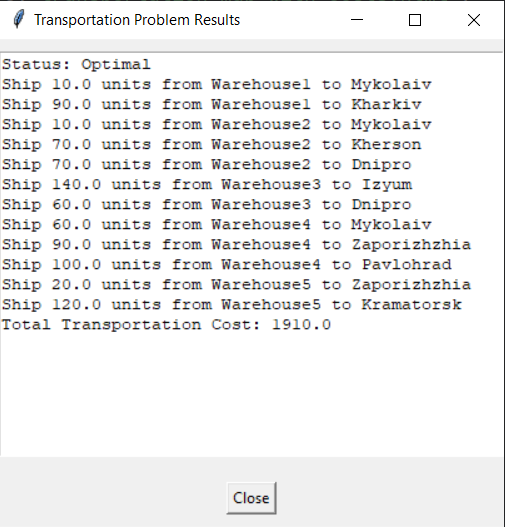 Transportation Problem Results
Status: Optimal
Ship 10.0 units from Warehouse1 to Mykolaiv
Ship 90.0 units from Warehouse1 to Kharkiv
Ship 10.0 units from Warehouse2 to Mykolaiv
Ship 70.0 units from Warehouse2 to Kherson
Ship 70.0 units from Warehouse2 to Dnipro
Ship 140.0 units from Warehouse3 to Izyum
Ship 60.0 units from Warehouse3 to Dnipro
Ship 60.0 units from Warehouse4 to Mykolaiv
Ship 90.0 units from Warehouse4 to Zaporizhzhia
Ship 100.0 units from Warehouse4 to Pavlohrad
Ship 20.0 units from Warehouse5 to Zaporizhzhia
Ship 120.0 units from Warehouse5 to Kramatorsk
Total Transportation Cost: 1910.0
Close